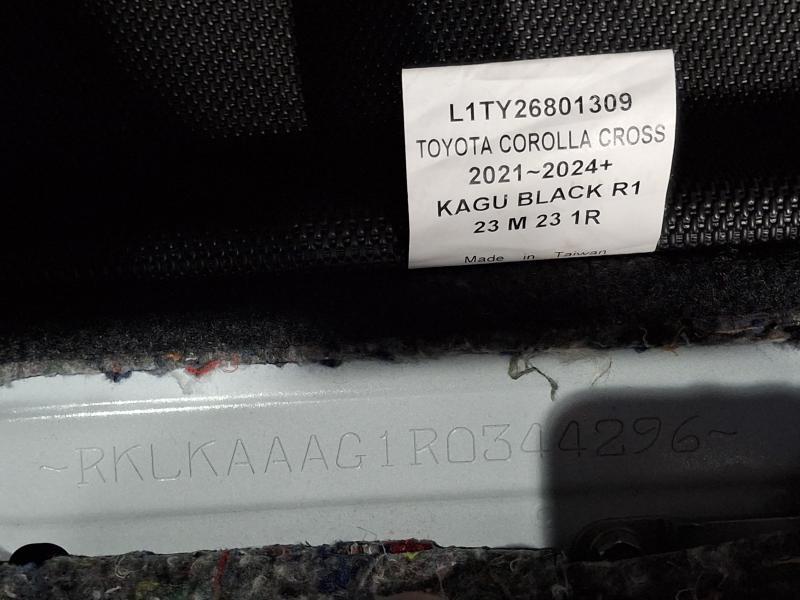 L1TY26801309
TOYOTA COROLLA CROSS
2021~2024+
KAGU BLACK R1
23 M 23 1R
Made in Taiwan
~RKLKAAAG1R0344296~